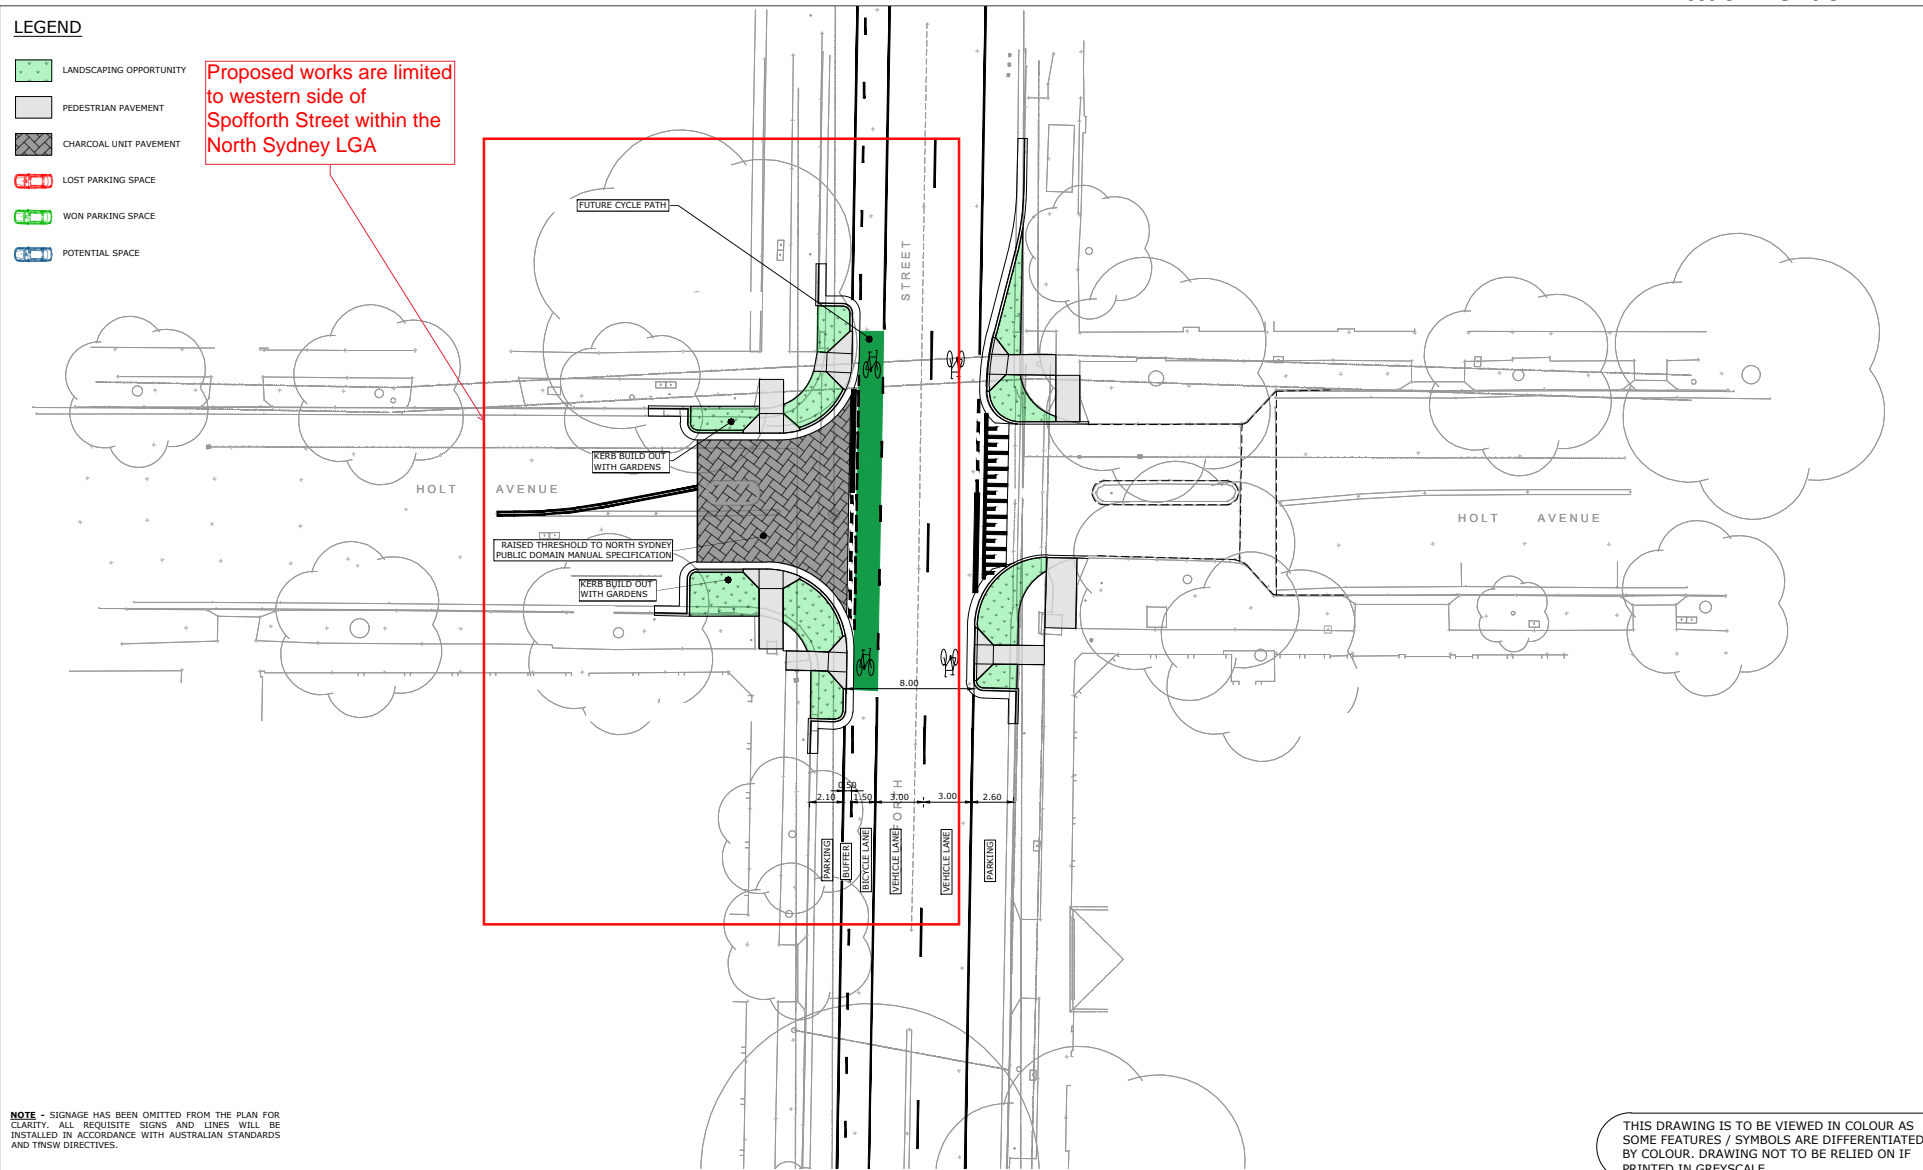 LEGEND
LANDSCAPING OPPORTUNITY
PEDESTRIAN PAVEMENT
CHARCOAL UNIT PAVEMENT
LOST PARKING SPACE
WON PARKING SPACE
POTENTIAL SPACE
Proposed works are limited
to western side of
Spofforth Street within the
North Sydney LGA
FUTURE CYCLE PATH
STREET
KERB BUILD OUT
WITH GARDENS
HOLT AVENUE
RAISED THRESHOLD TO NORTH SYDNEY
PUBLIC DOMAIN MANUAL SPECIFICATION
KERB BUILD OUT
WITH GARDENS
HOLT AVENUE
8.00
FORTH
0.50
2.10 1.50 3.00 3.00 2.60
PARKING
BUFFER
BICYCLE LANE
VEHICLE LANE
VEHICLE LANE
PARKING
NOTE - SIGNAGE HAS BEEN OMITTED FROM THE PLAN FOR
CLARITY. ALL REQUISITE SIGNS AND LINES WILL BE
INSTALLED IN ACCORDANCE WITH AUSTRALIAN STANDARDS
AND TfNSW DIRECTIVES.
THIS DRAWING IS TO BE VIEWED IN COLOUR AS
SOME FEATURES / SYMBOLS ARE DIFFERENTIATED
BY COLOUR. DRAWING NOT TO BE RELIED ON IF
PRINTED IN GREYSCALE